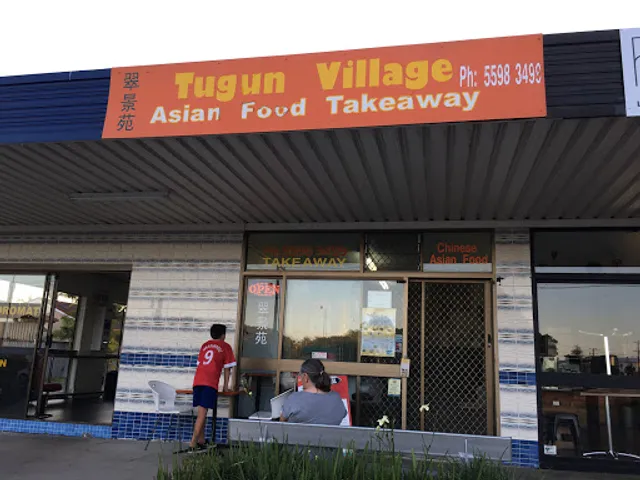 翠景苑
Tugun Village
Ph: 5598 3499
Asian Food Takeaway
TAKEAWAY
Chinese
Asian Food
OPEN
翠景苑
9